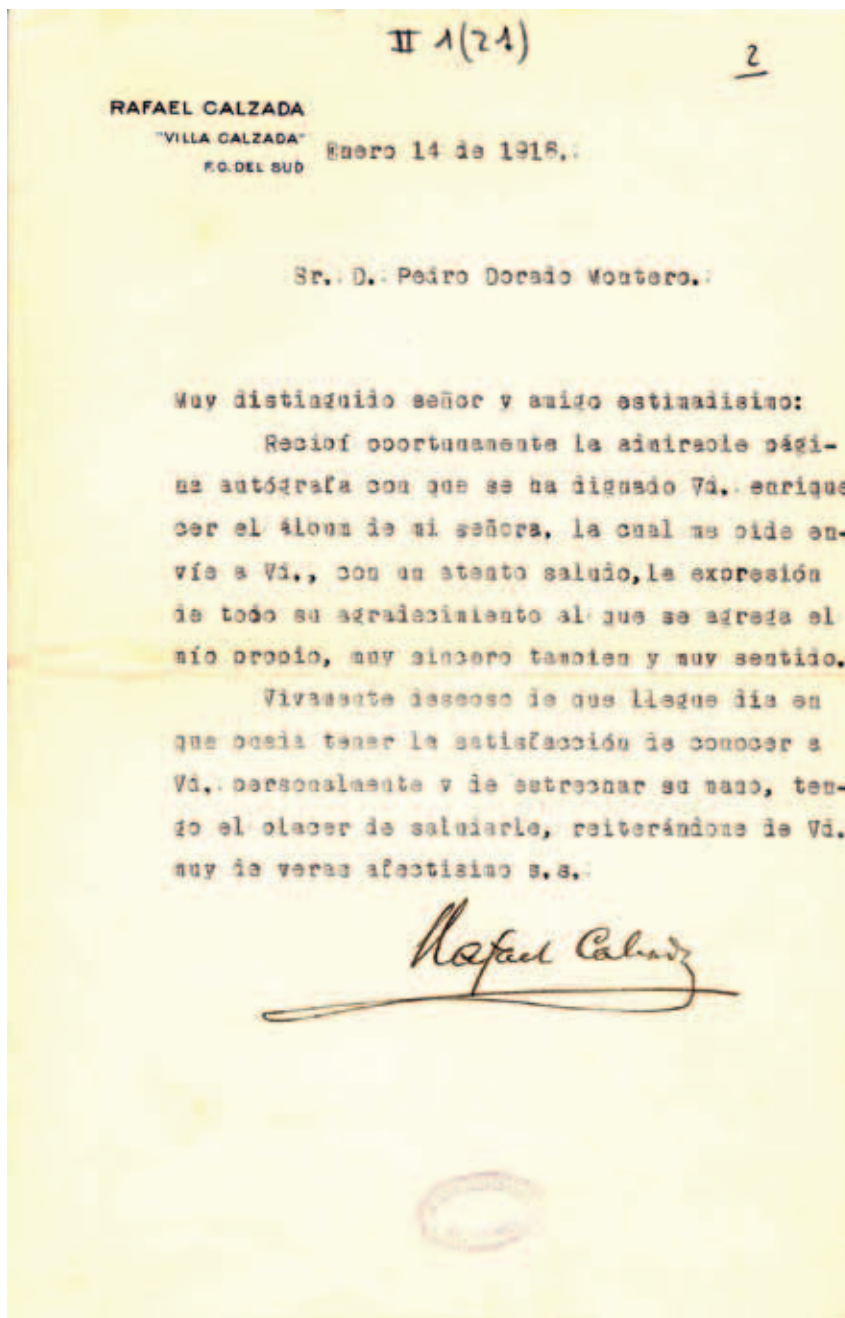 II 1(21)
2
RAFAEL CALZADA
"VILLA CALZADA"
F.C. DEL SUD
Enero 14 de 1918.
Sr. D. Pedro Dorado Montero.
Muy distinguido señor y amigo estimadisimo:
Recibí oportunamente la admirable pági-
na autógrafa con que se ha dignado Vd. enrique
cer el álbum de mi señora, la cual me pide en-
víe a Vd., con un atento saludo, la expresión
de todo su agradecimiento al que se agrega el
mío propio, muy sincero tambien y muy sentido.
Vivamente deseoso de que llegue dia en
que pueda tener la satisfacción de conocer a
Vd. personalmente y de estrechar su mano, ten-
go el placer de saludarle, reiterándome de Vd.
muy de veras afectisimo s.s.
Rafael Calzada